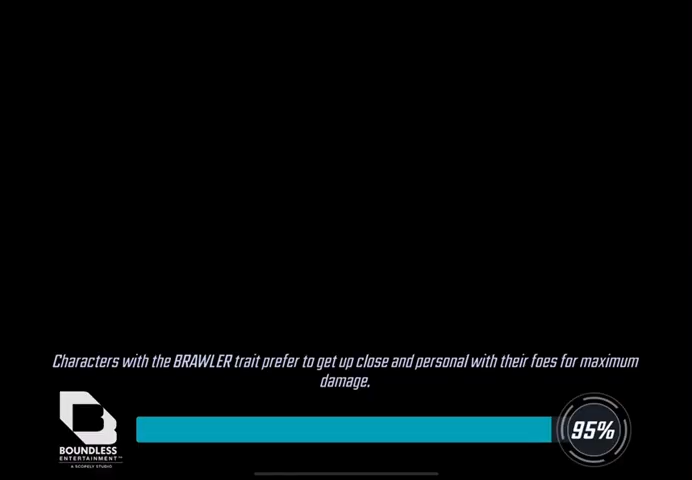 Characters with the BRAWLER trait prefer to get up close and personal with their foes for maximum
damage.
95%
BOUNDLESS
ENTERTAINMENT™
A SCOPELY STUDIO